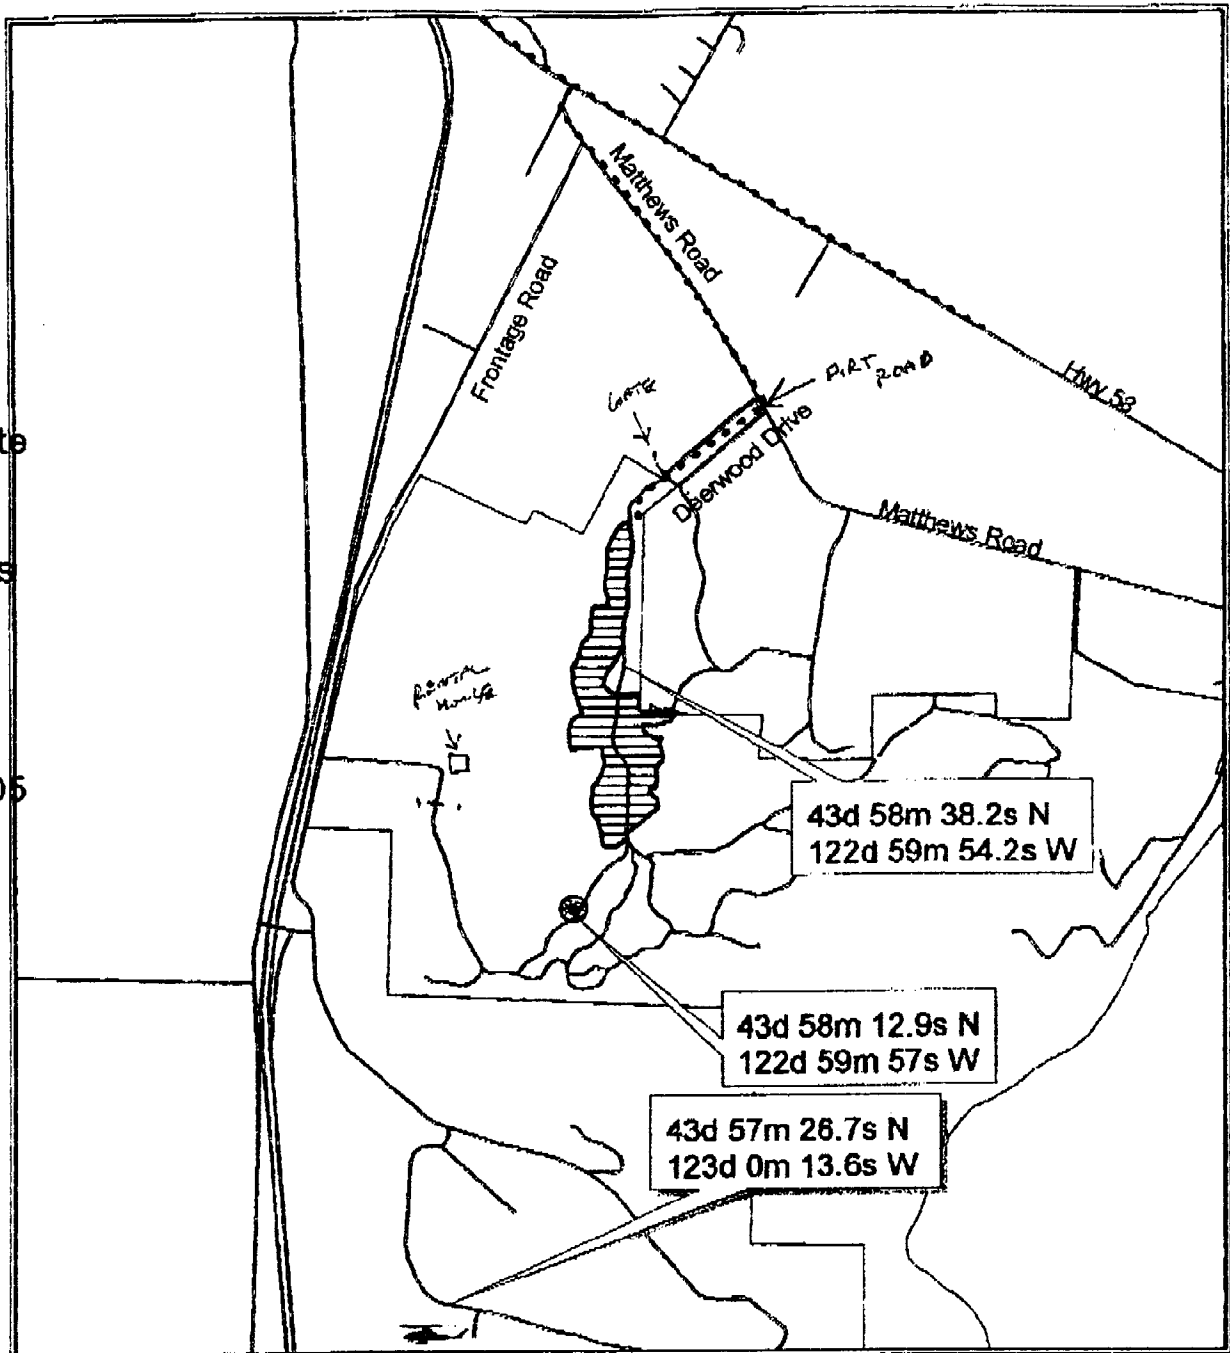 Matthews Road
Frontage Road
Hwy 58
DIRT ROAD
GATE
Deerwood Drive
te
Matthews Road
s
RENTAL
HOUSE
05
43d 58m 38.2s N
122d 59m 54.2s W
43d 58m 12.9s N
122d 59m 57s W
43d 57m 26.7s N
123d 0m 13.6s W